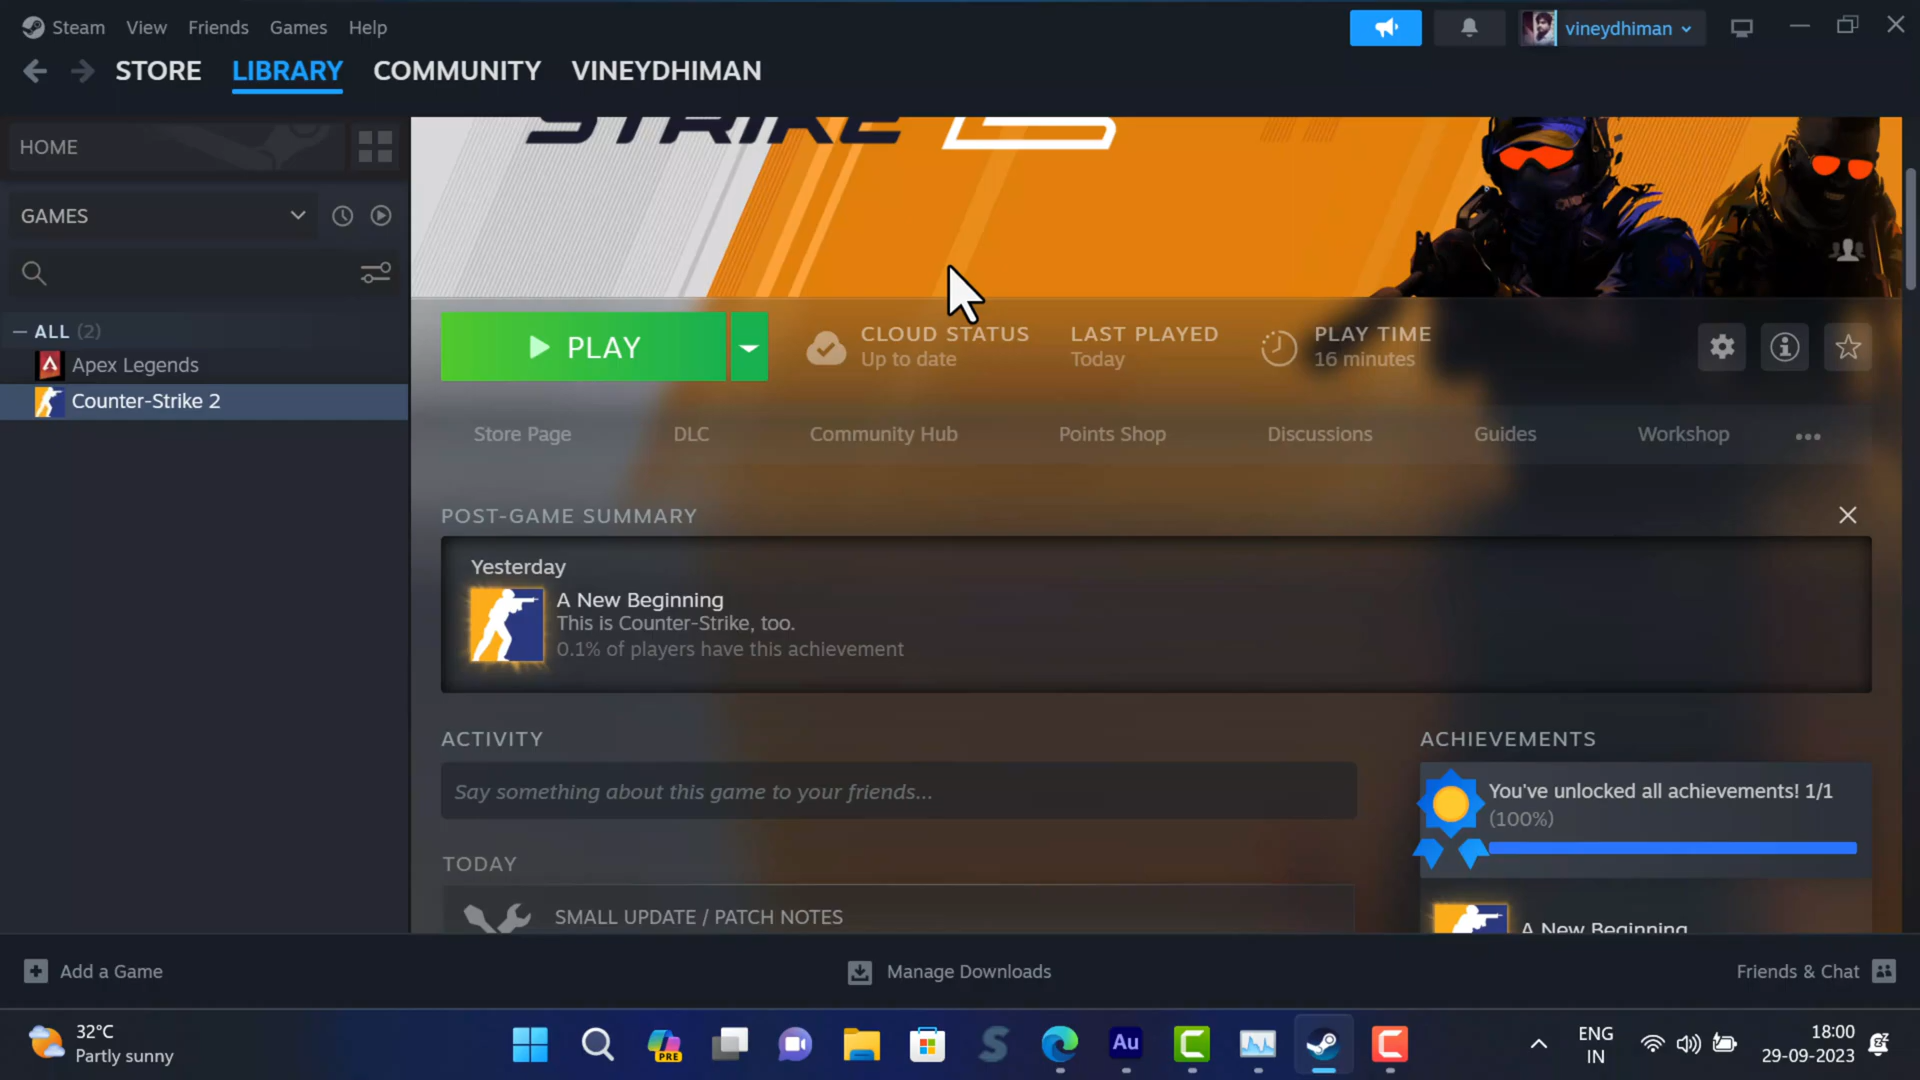 Steam View Friends Games Help
vineydhiman
STORE LIBRARY COMMUNITY VINEYDHIMAN
HOME
GAMES
ALL (2)
Apex Legends
Counter-Strike 2
STRIKE 2
PLAY
CLOUD STATUS
Up to date
LAST PLAYED
Today
PLAY TIME
16 minutes
Store Page DLC Community Hub Points Shop Discussions Guides Workshop
POST-GAME SUMMARY
Yesterday
A New Beginning
This is Counter-Strike, too.
0.1% of players have this achievement
ACTIVITY
Say something about this game to your friends...
TODAY
SMALL UPDATE / PATCH NOTES
ACHIEVEMENTS
You've unlocked all achievements! 1/1
(100%)
A New Beginning
Add a Game
Manage Downloads
Friends & Chat
32°C
Partly sunny
PRE
Au
ENG
IN
18:00
29-09-2023